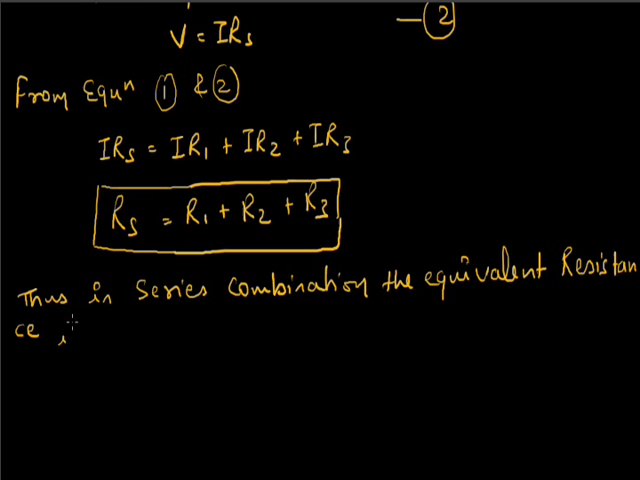 V = IRs —②
From Equⁿ ① & ②
IRs = IR1 + IR2 + IR3
Rs = R1 + R2 + R3
Thus in Series combination the equivalent Resistan
ce i